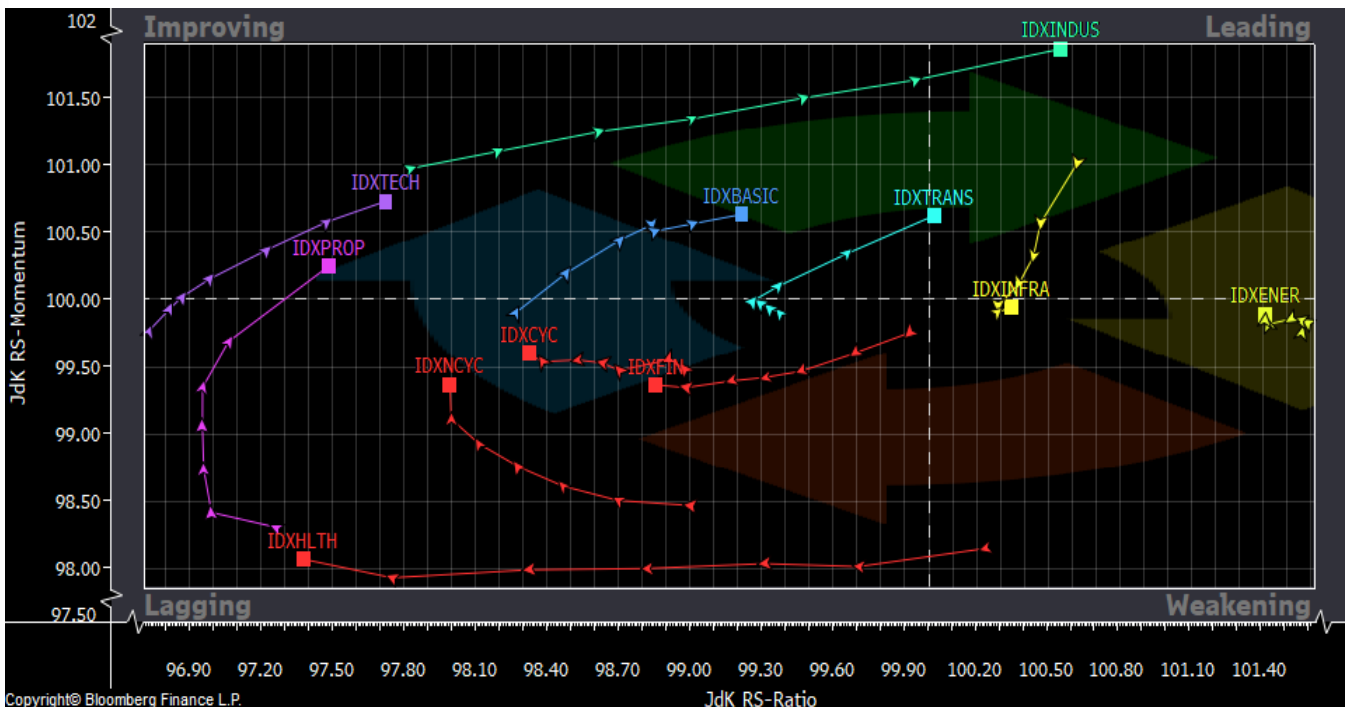 102
Improving
Leading
IDXINDUS
101.50
101.00
IDXTECH
IDXBASIC
IDXTRANS
100.50
IDXPROP
100.00
IDXINFRA
IDXENER
IDXCYC
99.50
IDXNCYC
IDXFIN
99.00
98.50
IDXHLTH
98.00
97.50
Lagging
Weakening
JdK RS-Momentum
96.90 97.20 97.50 97.80 98.10 98.40 98.70 99.00 99.30 99.60 99.90 100.20 100.50 100.80 101.10 101.40
Copyright© Bloomberg Finance L.P.
JdK RS-Ratio